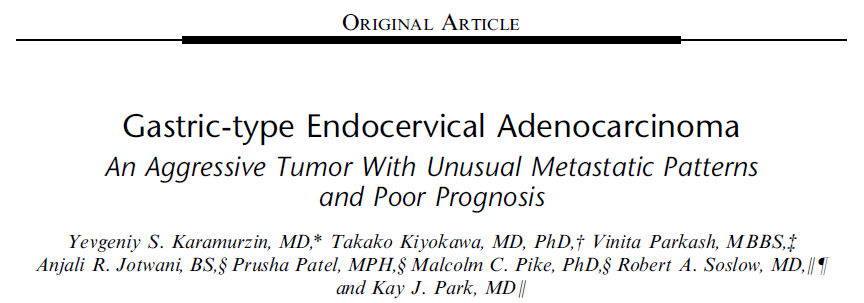 ORIGINAL ARTICLE
Gastric-type Endocervical Adenocarcinoma
An Aggressive Tumor With Unusual Metastatic Patterns
and Poor Prognosis
Yevgeniy S. Karamurzin, MD,* Takako Kiyokawa, MD, PhD,† Vinita Parkash, MBBS,‡
Anjali R. Jotwani, BS,§ Prusha Patel, MPH,§ Malcolm C. Pike, PhD,§ Robert A. Soslow, MD,∥¶
and Kay J. Park, MD∥